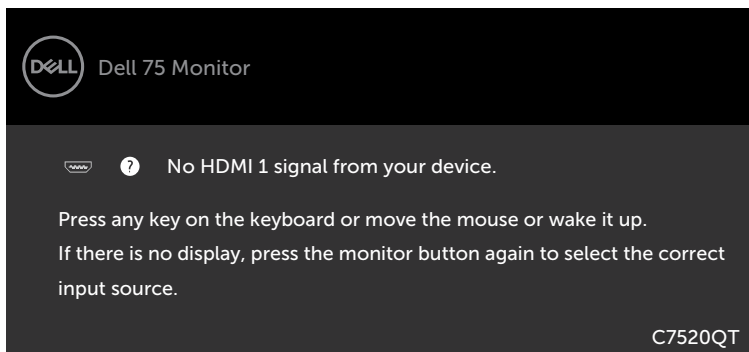 DELL
Dell 75 Monitor
? No HDMI 1 signal from your device.
Press any key on the keyboard or move the mouse or wake it up.
If there is no display, press the monitor button again to select the correct
input source.
C7520QT